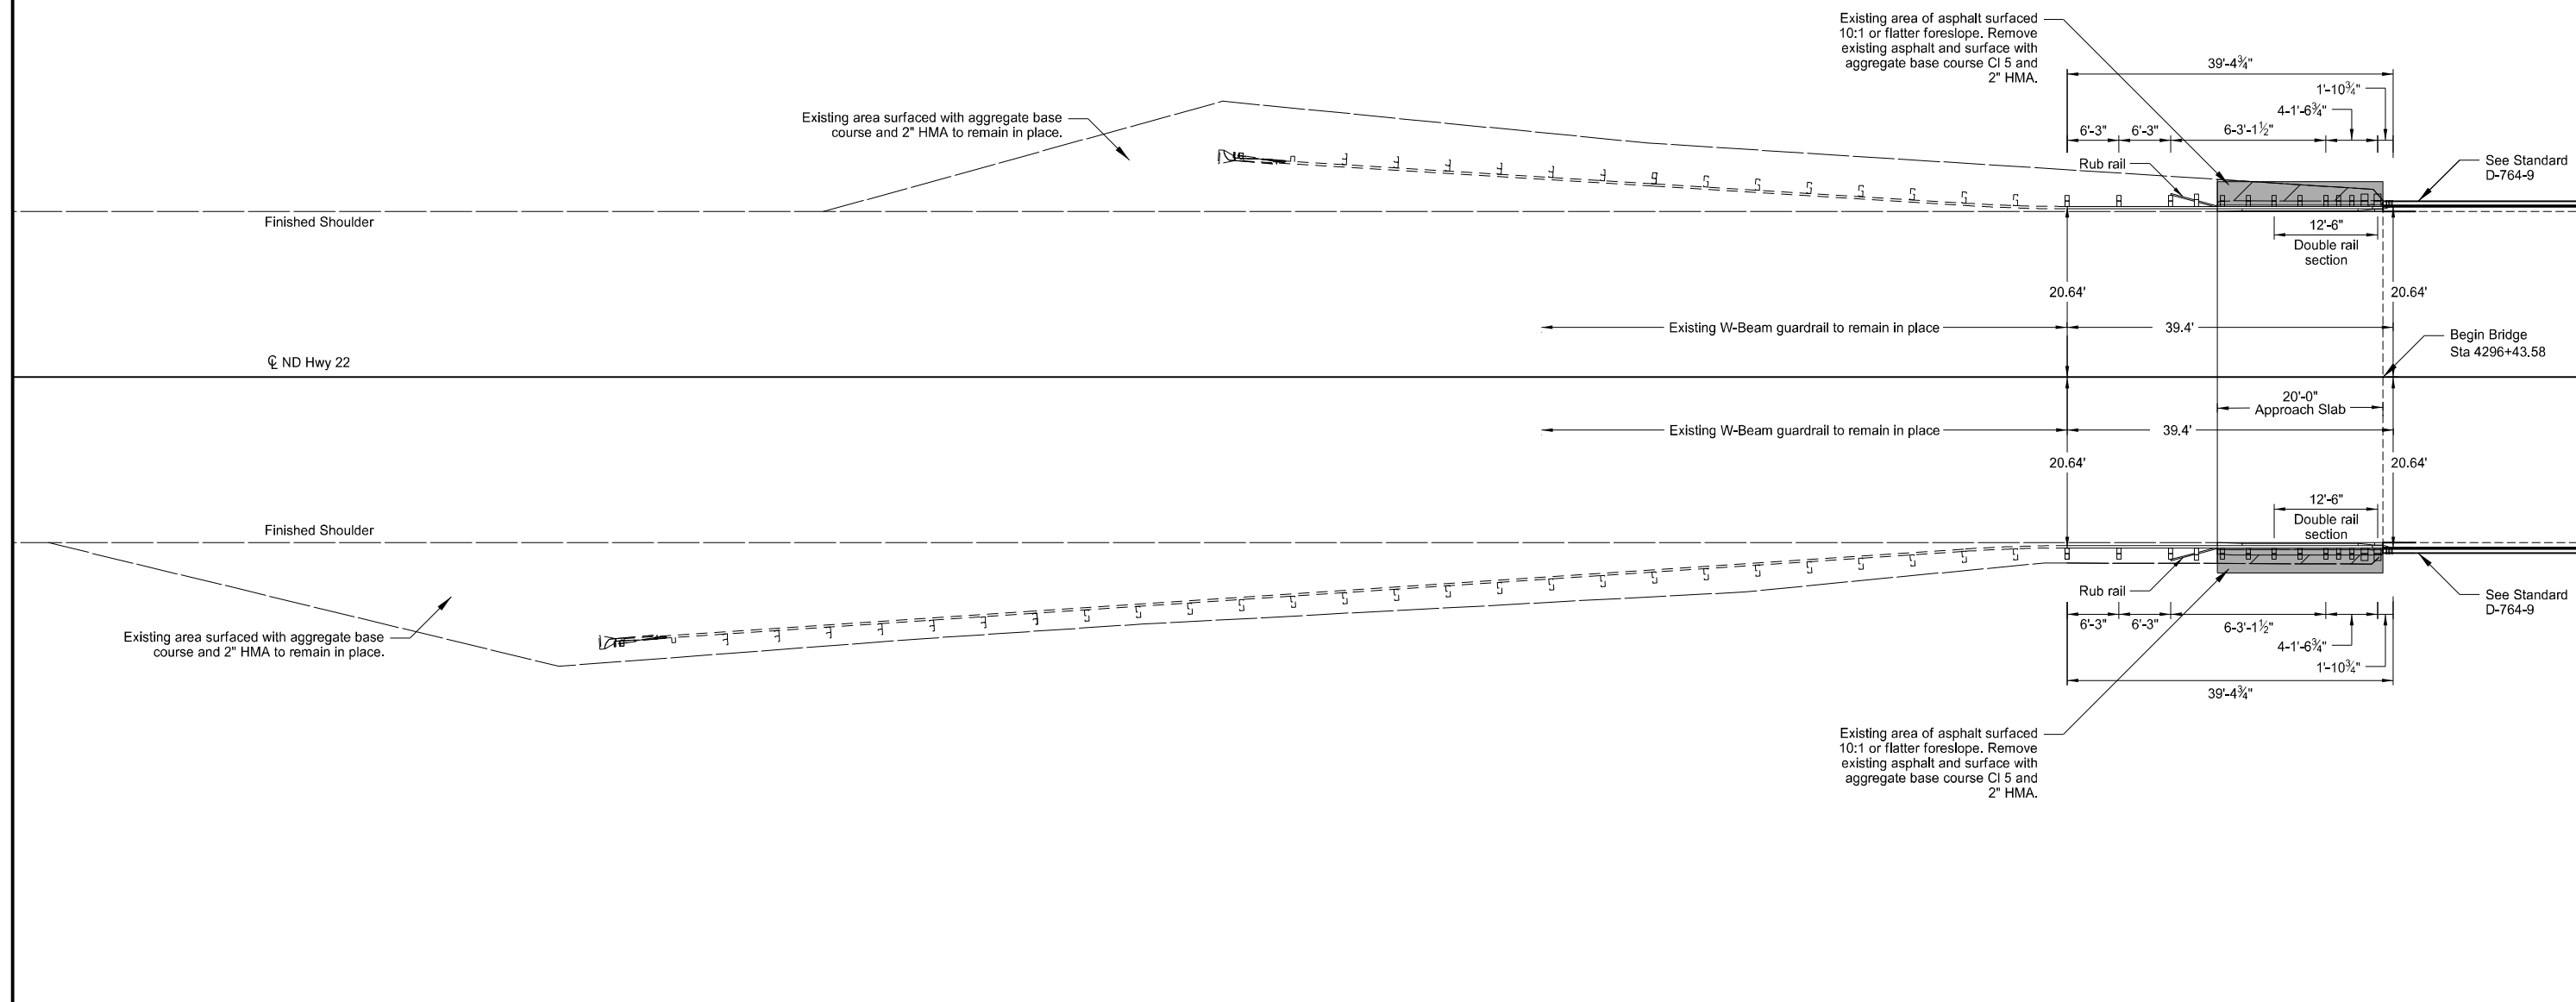 Existing area of asphalt surfaced
10:1 or flatter foreslope. Remove
existing asphalt and surface with
aggregate base course Cl 5 and
2" HMA.
39'-4¾"
1'-10¾"
4-1'-6¾"
6'-3"
6'-3"
6-3'-1½"
Existing area surfaced with aggregate base
course and 2" HMA to remain in place.
Rub rail
See Standard
D-764-9
Finished Shoulder
12'-6"
Double rail
section
20.64'
20.64'
Existing W-Beam guardrail to remain in place
39.4'
Begin Bridge
Sta 4296+43.58
℄ ND Hwy 22
20'-0"
Approach Slab
Existing W-Beam guardrail to remain in place
39.4'
20.64'
20.64'
12'-6"
Double rail
section
Finished Shoulder
Rub rail
See Standard
D-764-9
6'-3"
6'-3"
6-3'-1½"
4-1'-6¾"
1'-10¾"
39'-4¾"
Existing area surfaced with aggregate base
course and 2" HMA to remain in place.
Existing area of asphalt surfaced
10:1 or flatter foreslope. Remove
existing asphalt and surface with
aggregate base course Cl 5 and
2" HMA.